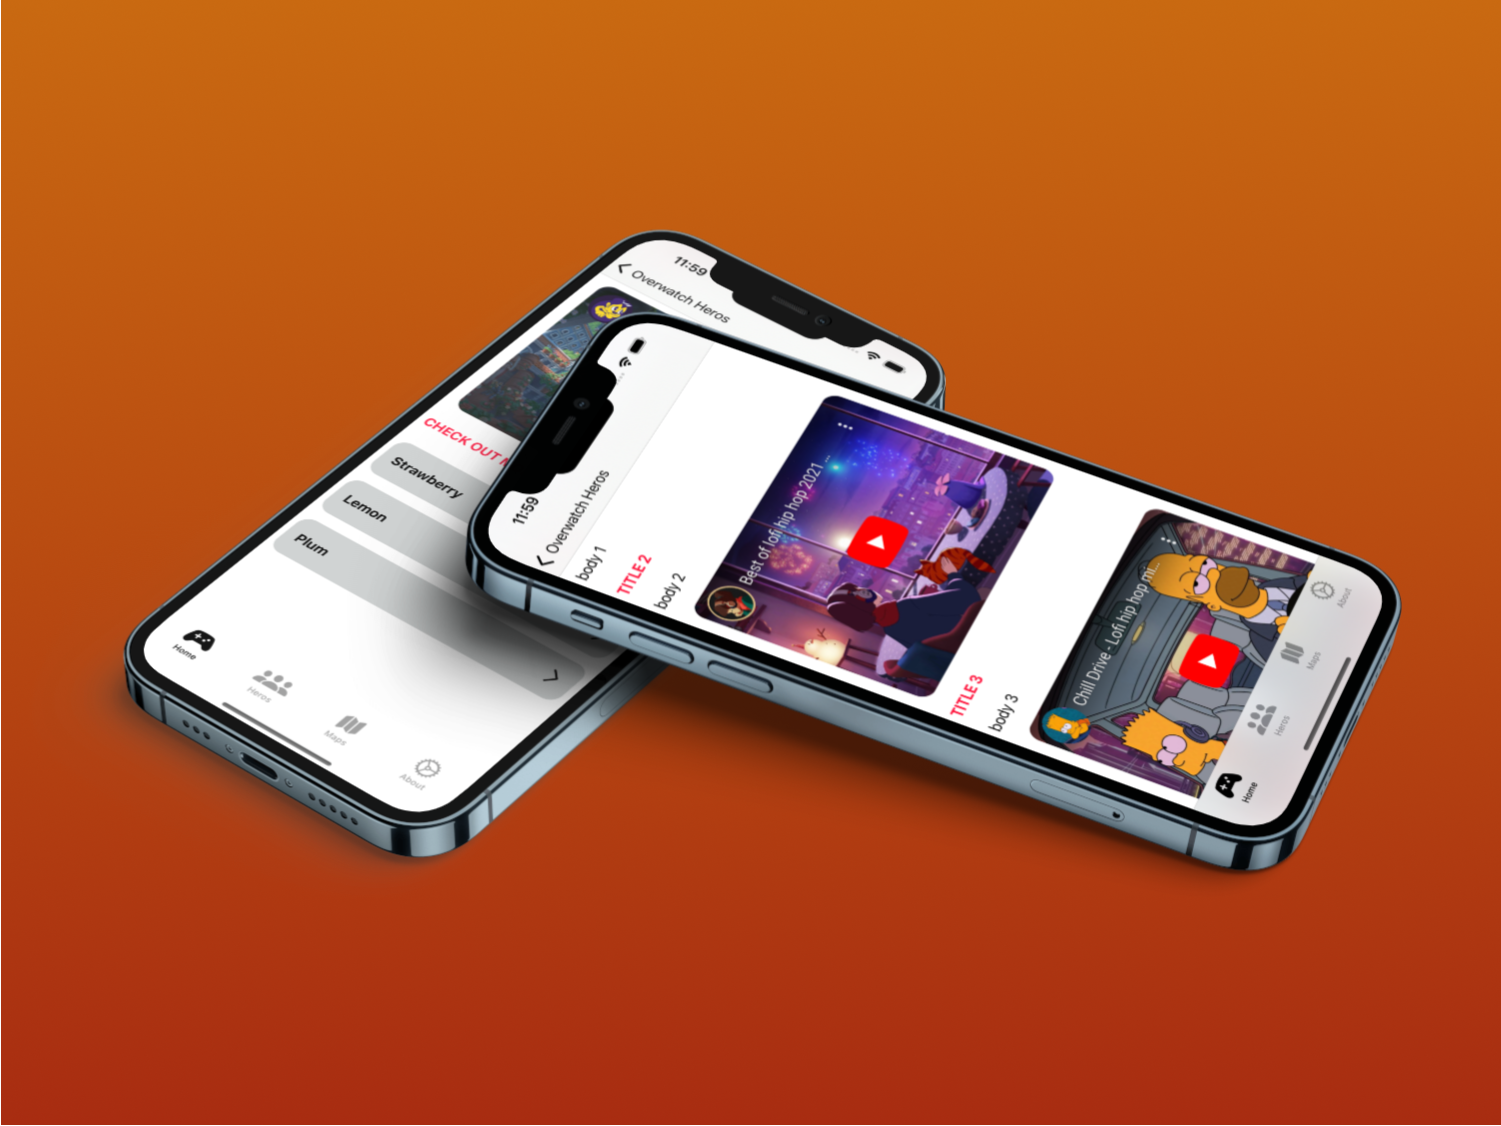 11:59
Overwatch Heros
CHECK OUT
Strawberry
Lemon
Plum
Home
Heros
Maps
About
11:59
Overwatch Heros
body 1
TITLE 2
body 2
Best of lofi hip hop 2021 ...
TITLE 3
body 3
Chill Drive - Lofi hip hop mi...
Home
Heros
Maps
About